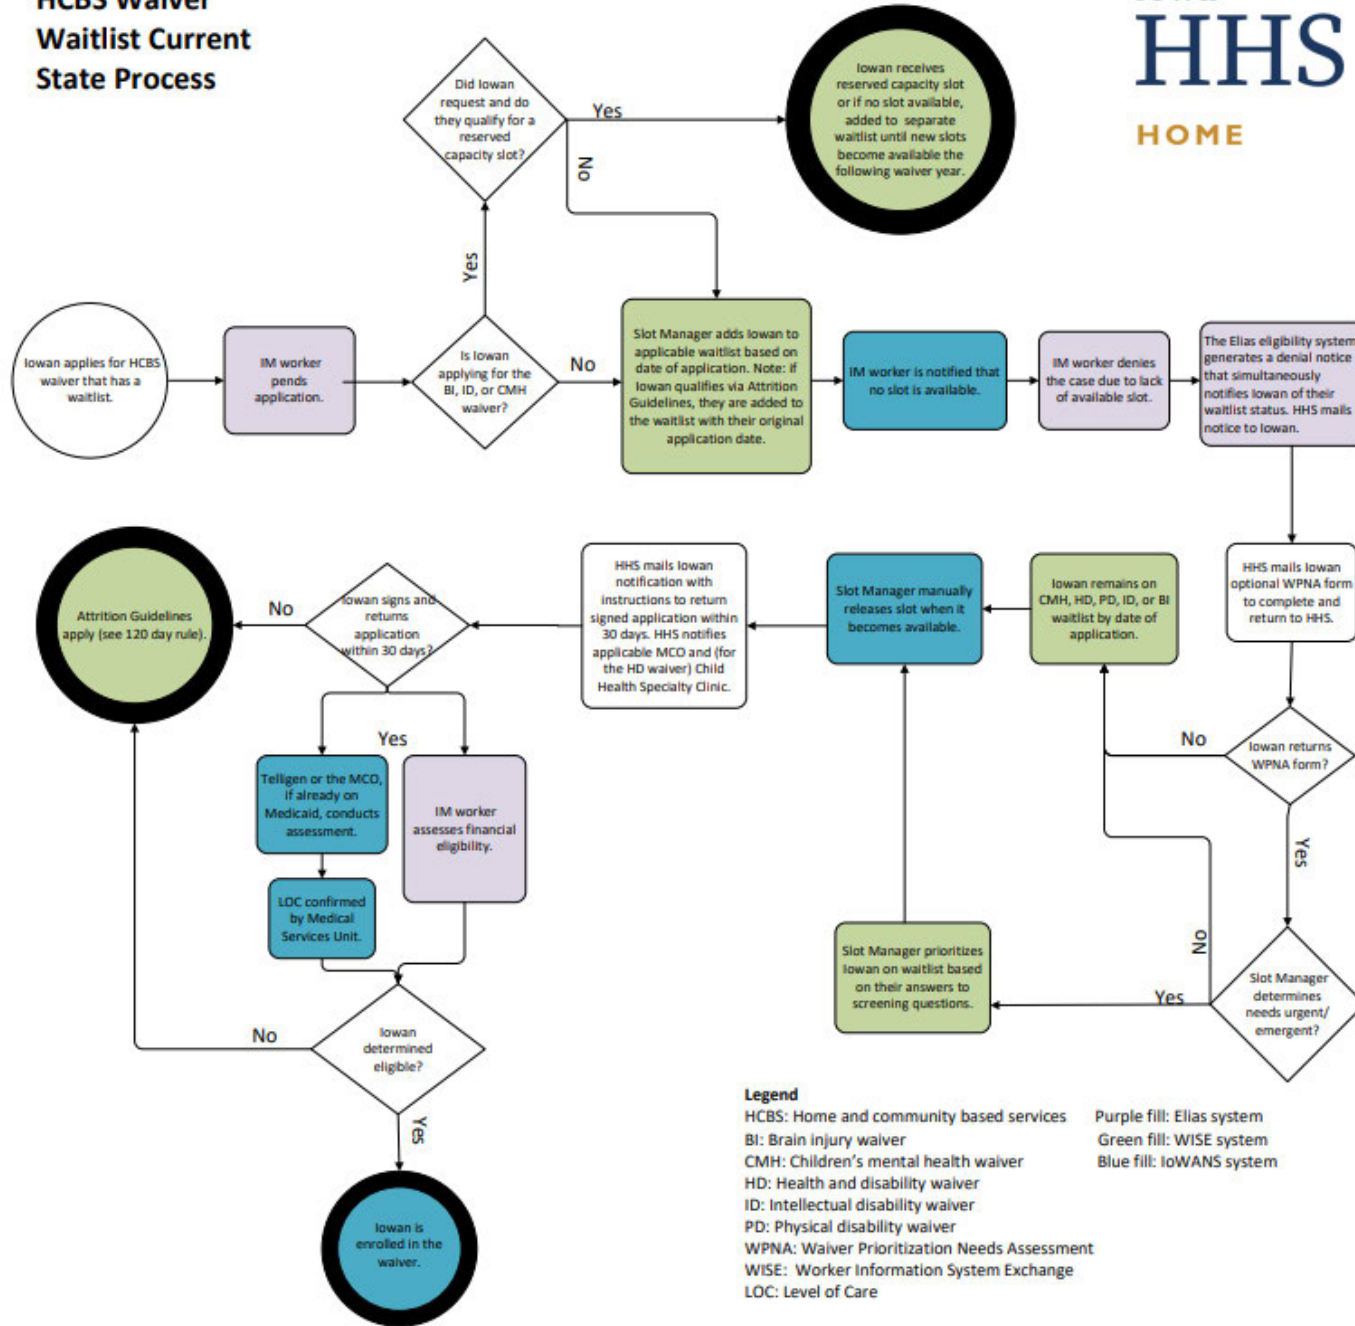 HCBS Waiver
Waitlist Current
State Process
HHS
HOME
Did Iowan
request and do
they qualify for a
reserved
capacity slot?
Yes
No
Iowan receives
reserved capacity slot
or if no slot available,
added to separate
waitlist until new slots
become available the
following waiver year.
Yes
Iowan applies for HCBS
waiver that has a
waitlist.
IM worker
pends
application.
Is Iowan
applying for the
BI, ID, or CMH
waiver?
No
Slot Manager adds Iowan to
applicable waitlist based on
date of application. Note: if
Iowan qualifies via Attrition
Guidelines, they are added to
the waitlist with their original
application date.
IM worker is notified that
no slot is available.
IM worker denies
the case due to lack
of available slot.
The Elias eligibility system
generates a denial notice
that simultaneously
notifies Iowan of their
waitlist status. HHS mails
notice to Iowan.
Attrition Guidelines
apply (see 120 day rule).
No
Iowan signs and
returns
application
within 30 days?
HHS mails Iowan
notification with
instructions to return
signed application within
30 days. HHS notifies
applicable MCO and (for
the HD waiver) Child
Health Specialty Clinic.
Slot Manager manually
releases slot when it
becomes available.
Iowan remains on
CMH, HD, PD, ID, or BI
waitlist by date of
application.
HHS mails Iowan
optional WPNA form
to complete and
return to HHS.
Yes
No
Iowan returns
WPNA form?
Telligen or the MCO,
if already on
Medicaid, conducts
assessment.
IM worker
assesses financial
eligibility.
Yes
LOC confirmed
by Medical
Services Unit.
No
Slot Manager prioritizes
Iowan on waitlist based
on their answers to
screening questions.
Yes
Slot Manager
determines
needs urgent/
emergent?
No
Iowan
determined
eligible?
Yes
Iowan is
enrolled in the
waiver.
Legend
HCBS: Home and community based services
BI: Brain injury waiver
CMH: Children's mental health waiver
HD: Health and disability waiver
ID: Intellectual disability waiver
PD: Physical disability waiver
WPNA: Waiver Prioritization Needs Assessment
WISE: Worker Information System Exchange
LOC: Level of Care
Purple fill: Elias system
Green fill: WISE system
Blue fill: IoWANS system